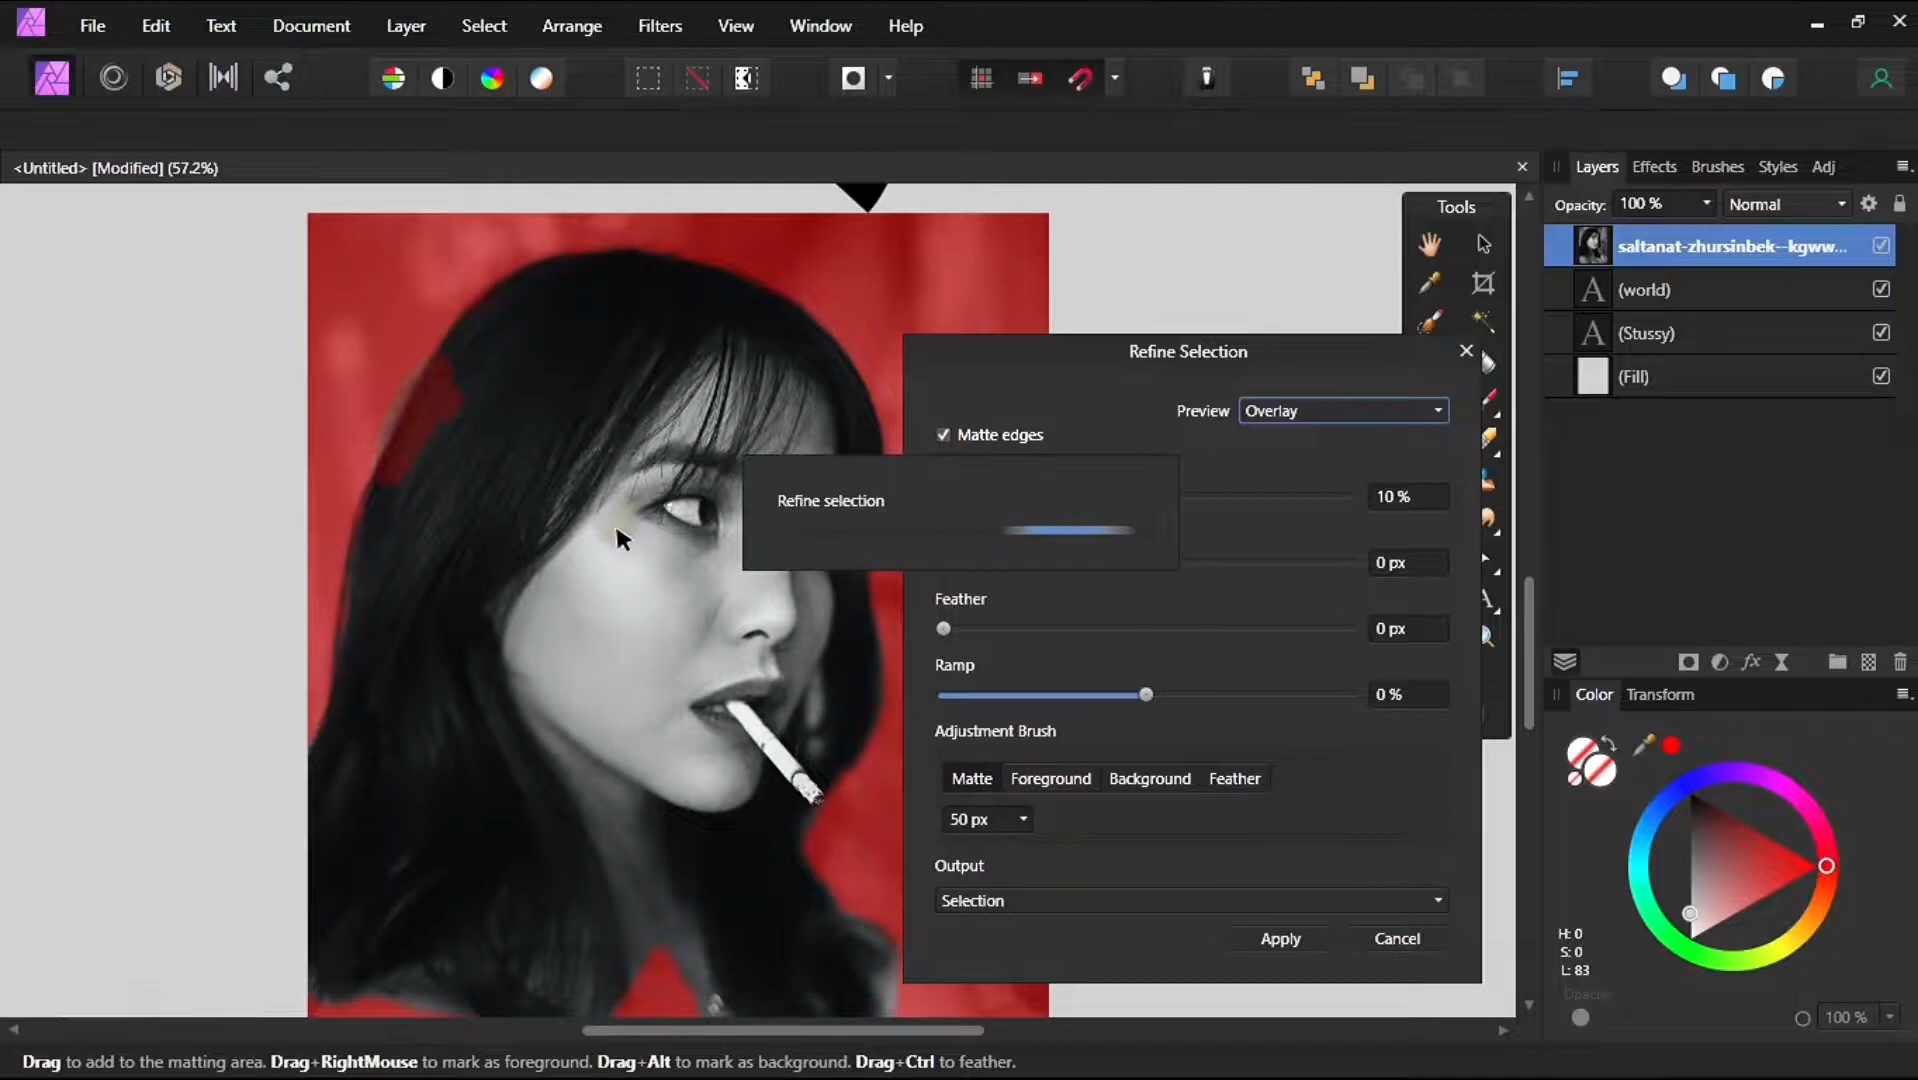 File Edit Text Document Layer Select Arrange Filters View Window Help
<Untitled> [Modified] (57.2%)
Tools
Layers Effects Brushes Styles Adj
Opacity: 100 % Normal
saltanat-zhursinbek--kgww...
(world)
(Stussy)
(Fill)
Refine Selection
Preview Overlay
Matte edges
Refine selection
10 %
0 px
Feather
0 px
Ramp
0 %
Adjustment Brush
Matte Foreground Background Feather
50 px
Output
Selection
Apply Cancel
Color Transform
H: 0
S: 0
L: 83
Opacity
100 %
Drag to add to the matting area. Drag+RightMouse to mark as foreground. Drag+Alt to mark as background. Drag+Ctrl to feather.